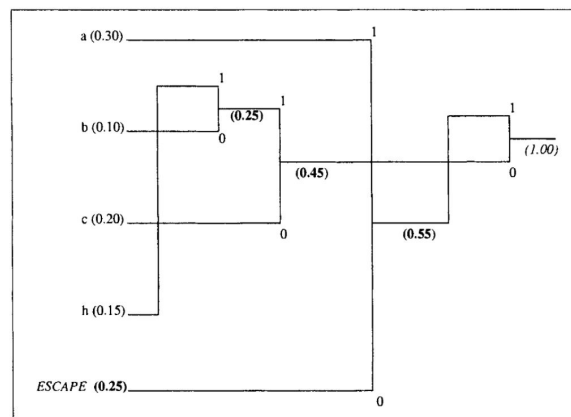 1
a (0.30)
1
1
1
(0.25)
b (0.10)
0
(1.00)
(0.45)
0
c (0.20)
0
(0.55)
h (0.15)
ESCAPE (0.25)
0